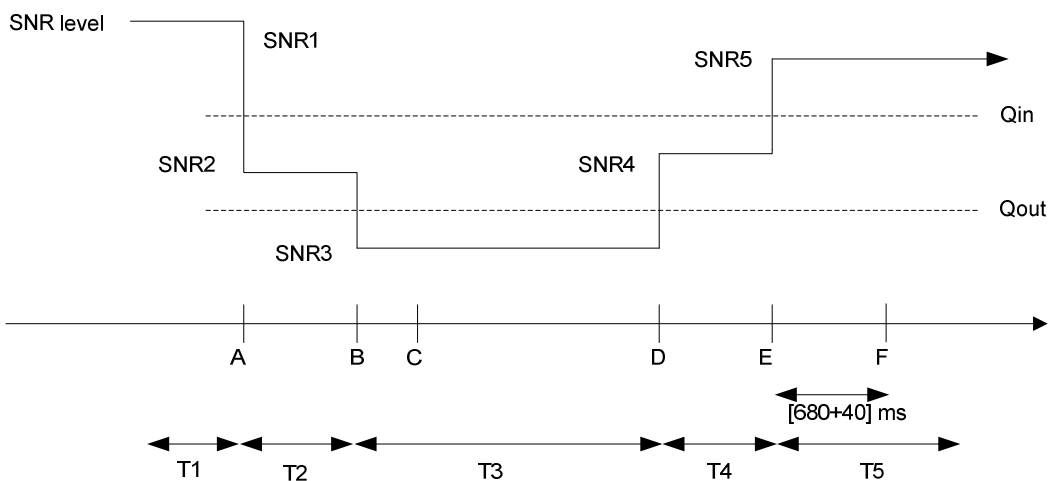 SNR level
SNR1
SNR5
Qin
SNR2
SNR4
Qout
SNR3
A B C D E F
[680+40] ms
T1 T2 T3 T4 T5